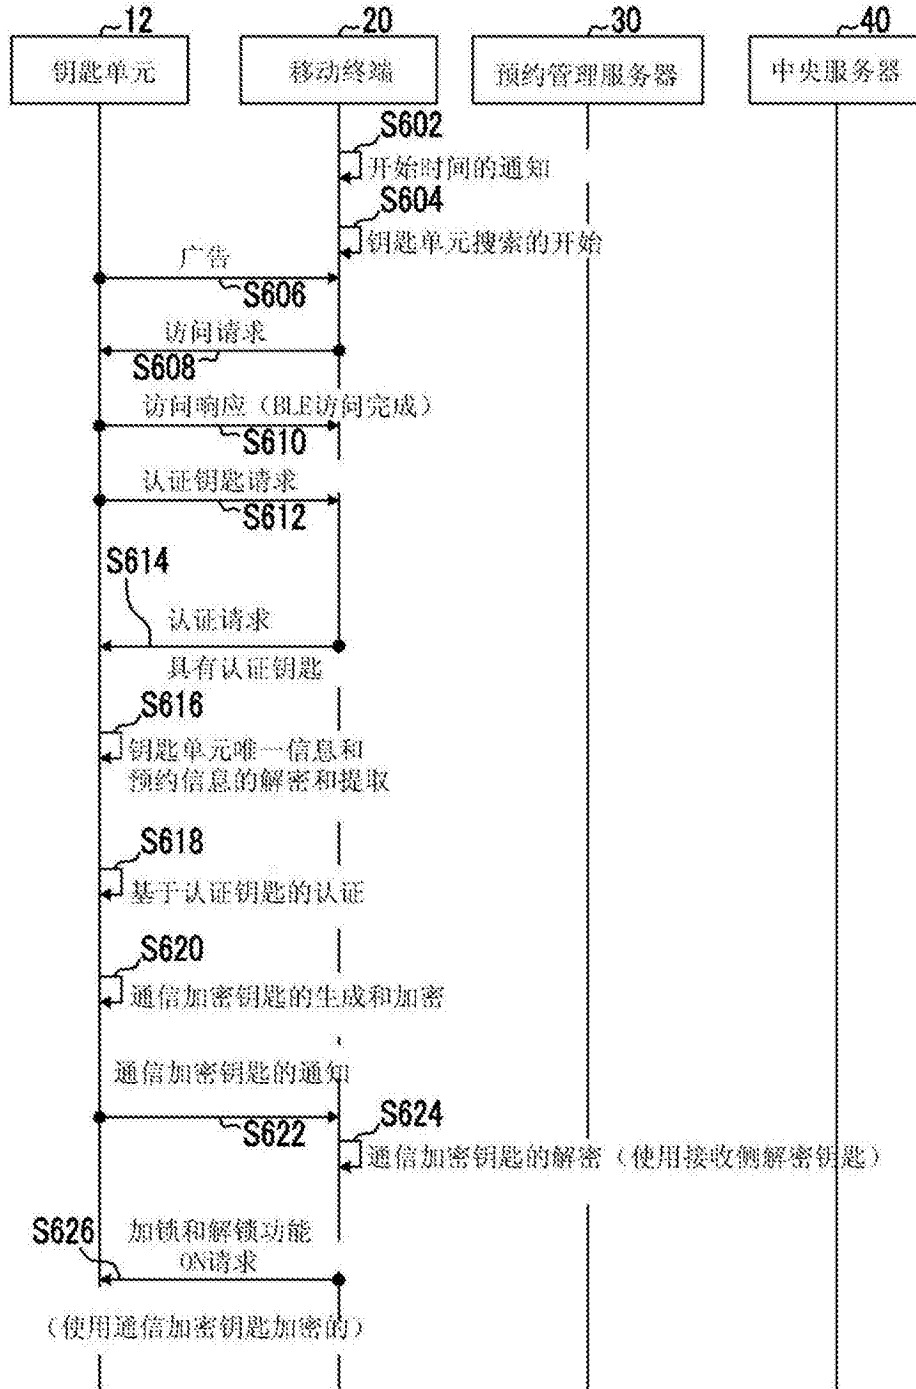 12
20
30
40
钥匙单元
移动终端
预约管理服务器
中央服务器
S602
开始时间的通知
S604
钥匙单元搜索的开始
广告
S606
访问请求
S608
访问响应（BLE访问完成）
S610
认证钥匙请求
S612
S614
认证请求
具有认证钥匙
S616
钥匙单元唯一信息和
预约信息的解密和提取
S618
基于认证钥匙的认证
S620
通信加密钥匙的生成和加密
通信加密钥匙的通知
S622
S624
通信加密钥匙的解密（使用接收侧解密钥匙）
S626
加锁和解锁功能
ON请求
（使用通信加密钥匙加密的）